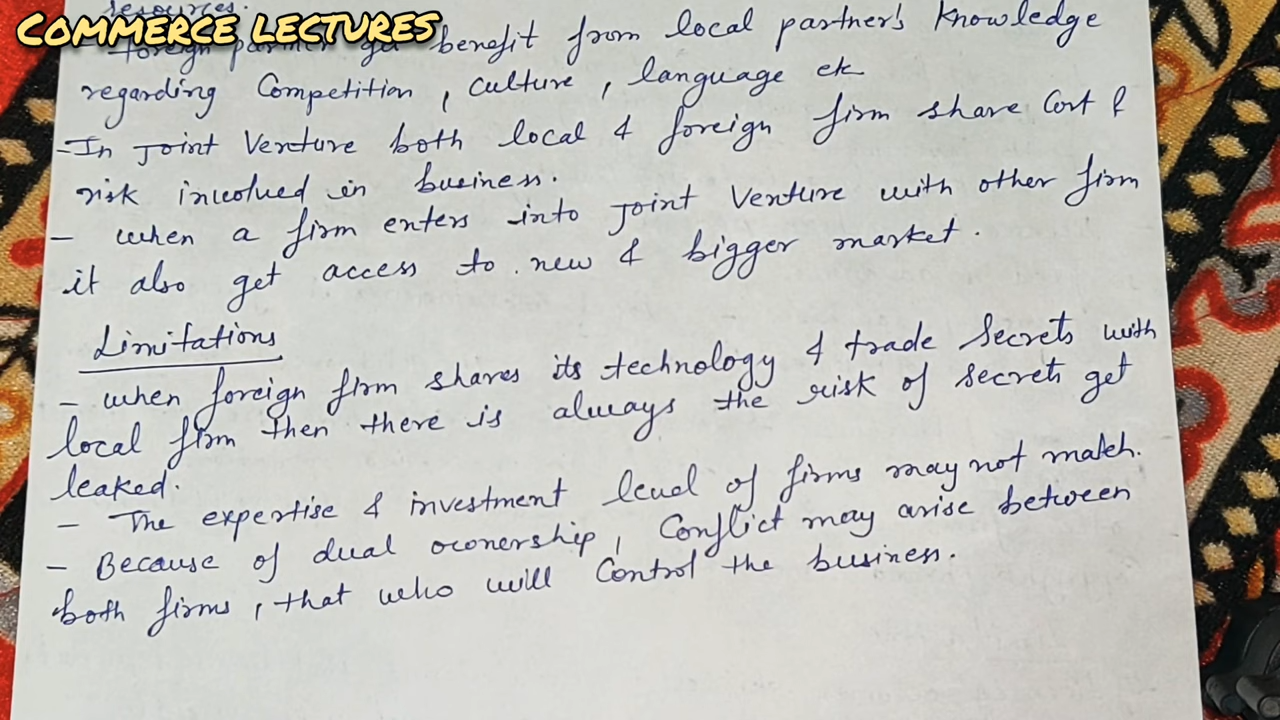 resources.
COMMERCE LECTURES
- foreign partner get benefit from local partner's knowledge
regarding Competition, culture, language etc
- In Joint Venture both local & foreign firm share Cost &
risk involved in business.
- when a firm enters into Joint Venture with other firm
it also get access to new & bigger market.
Limitations
- when foreign firm shares its technology & trade secrets with
local firm then there is always the risk of secrets get
leaked.
- The expertise & investment level of firms may not match.
- Because of dual ownership, Conflict may arise between
both firms, that who will Control the business.